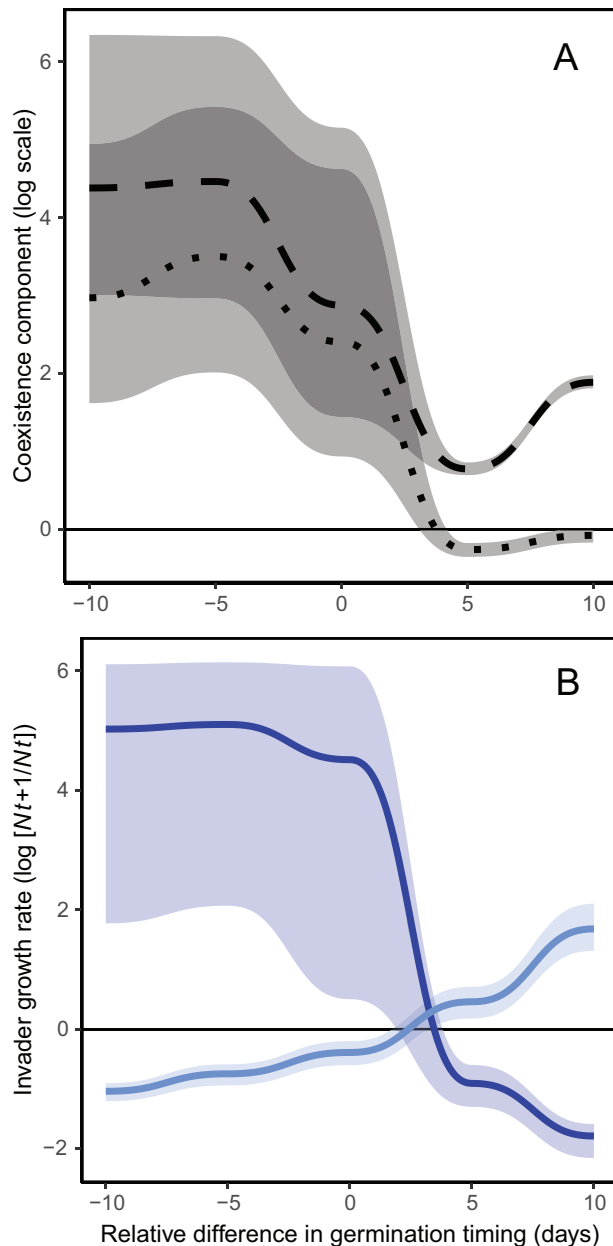 A
Coexistence component (log scale)
6
4
2
0
−10 −5 0 5 10
B
Invader growth rate (log [Nt+1/Nt])
6
4
2
0
−2
−10 −5 0 5 10
Relative difference in germination timing (days)